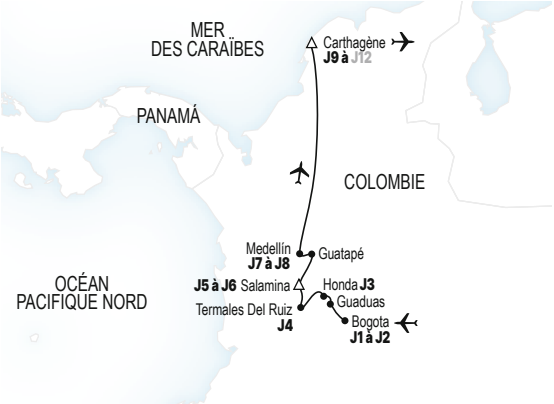 MER
DES CARAÏBES
Carthagène
J9 à J12
PANAMÁ
COLOMBIE
Medellín
J7 à J8
Guatapé
J5 à J6 Salamina
Honda J3
Guaduas
Termales Del Ruiz
J4
Bogota
J1 à J2
OCÉAN
PACIFIQUE NORD